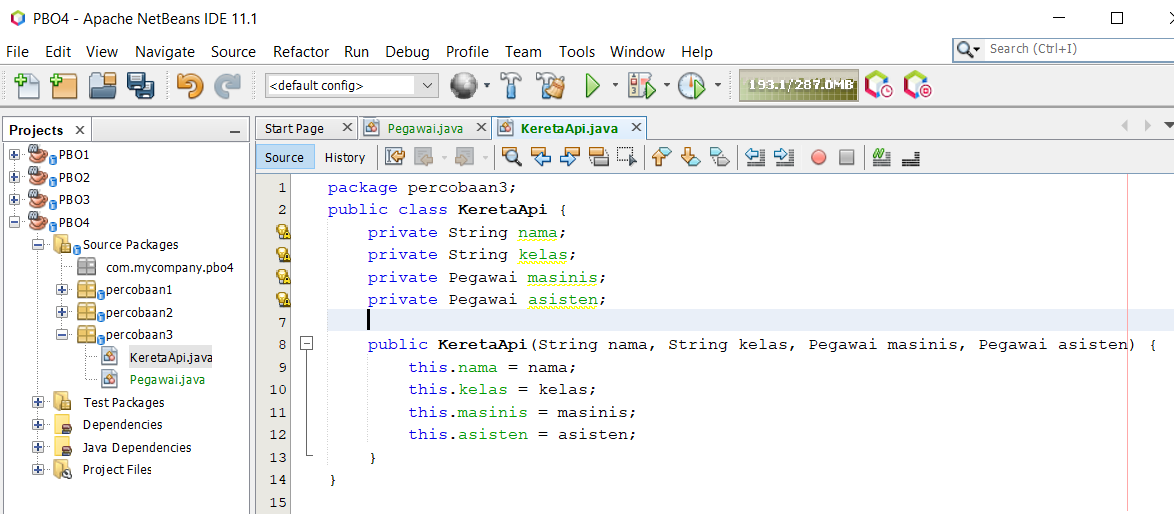 PBO4 - Apache NetBeans IDE 11.1
File Edit View Navigate Source Refactor Run Debug Profile Team Tools Window Help
Search (Ctrl+I)
<default config>
193.1/287.0MB
Projects
Start Page
Pegawai.java
KeretaApi.java
Source
History
PBO1
PBO2
PBO3
PBO4
Source Packages
com.mycompany.pbo4
percobaan1
percobaan2
percobaan3
KeretaApi.java
Pegawai.java
Test Packages
Dependencies
Java Dependencies
Project Files
1 package percobaan3;
2 public class KeretaApi {
private String nama;
private String kelas;
private Pegawai masinis;
private Pegawai asisten;
7
8 public KeretaApi(String nama, String kelas, Pegawai masinis, Pegawai asisten) {
9 this.nama = nama;
10 this.kelas = kelas;
11 this.masinis = masinis;
12 this.asisten = asisten;
13 }
14 }
15